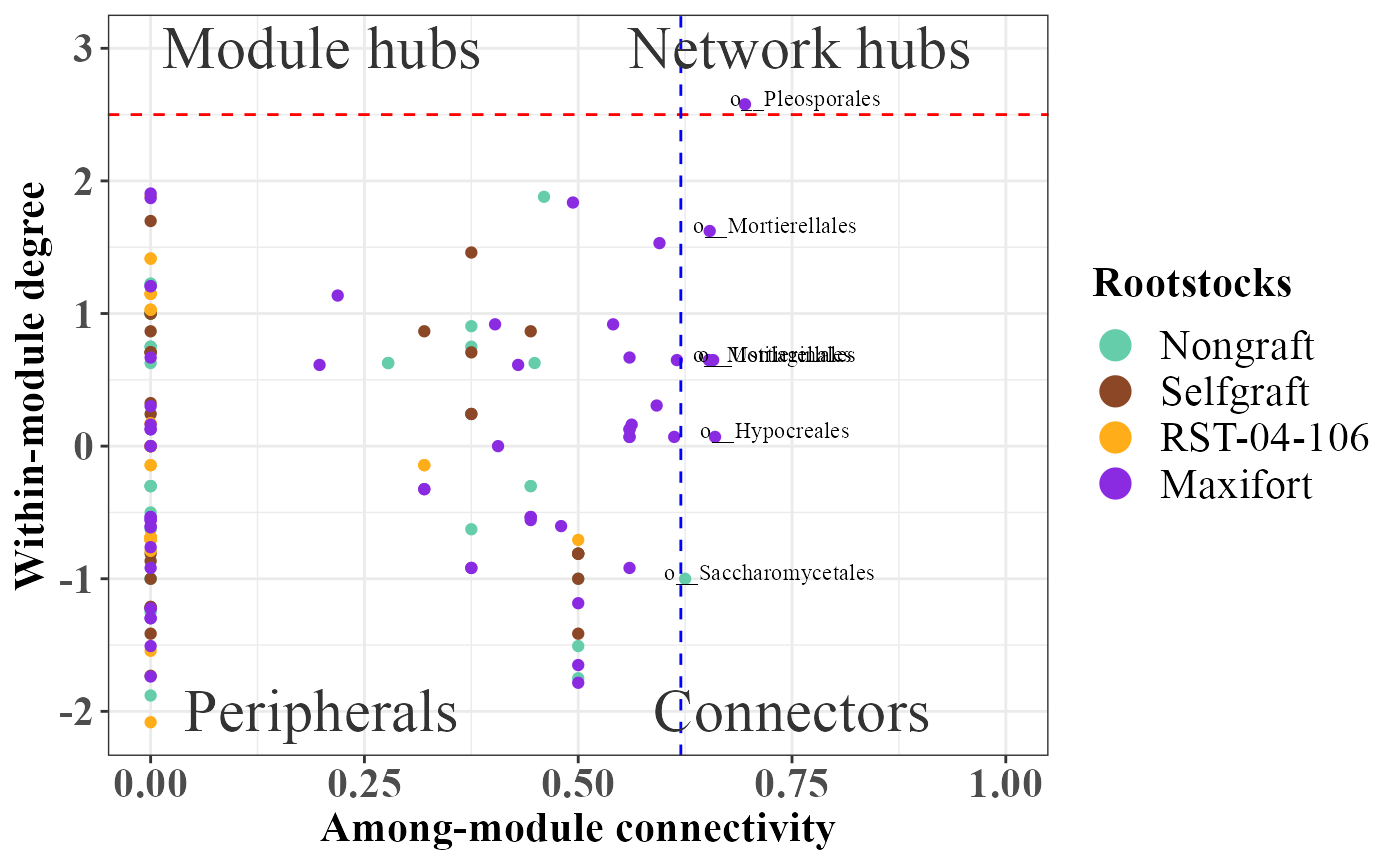 Module hubs
Network hubs
o__Pleosporales
o__Mortierellales
o__Hypocreales
o__Saccharomycetales
Peripherals
Connectors
3
2
1
0
-1
-2
Within-module degree
0.00
0.25
0.50
0.75
1.00
Among-module connectivity
Rootstocks
Nongraft
Selfgraft
RST-04-106
Maxifort